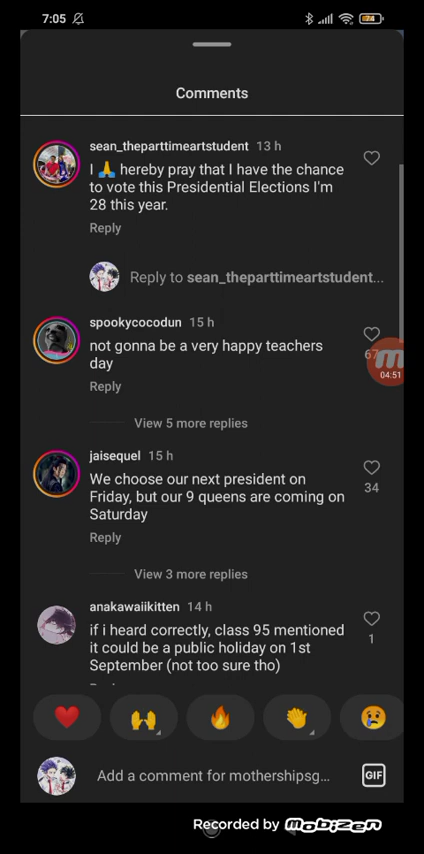 7:05
74
Comments
sean_theparttimeartstudent 13 h
I 🙏 hereby pray that I have the chance
to vote this Presidential Elections I'm
28 this year.
Reply
Reply to sean_theparttimeartstudent...
spookycocodun 15 h
not gonna be a very happy teachers
day
67
Reply
04:51
View 5 more replies
jaisequel 15 h
We choose our next president on
Friday, but our 9 queens are coming on
Saturday
34
Reply
View 3 more replies
anakawaiikitten 14 h
if i heard correctly, class 95 mentioned
it could be a public holiday on 1st
September (not too sure tho)
1
Add a comment for mothershipsg...
GIF
Recorded by mobizen